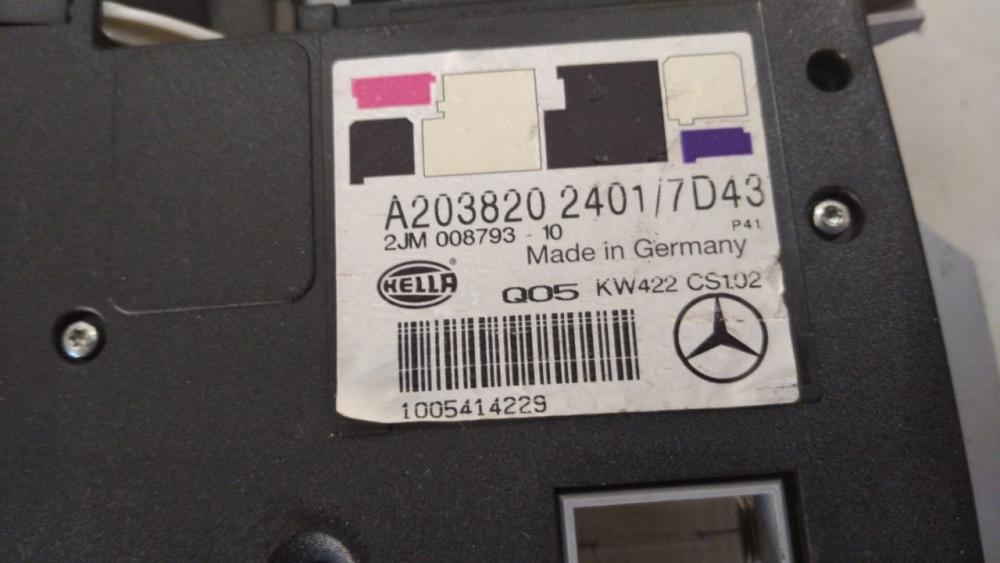 A203820 2401/7D43
2JM 008793 - 10
P41
Made in Germany
HELLA®
Q05 KW422 CS1.02
1005414229